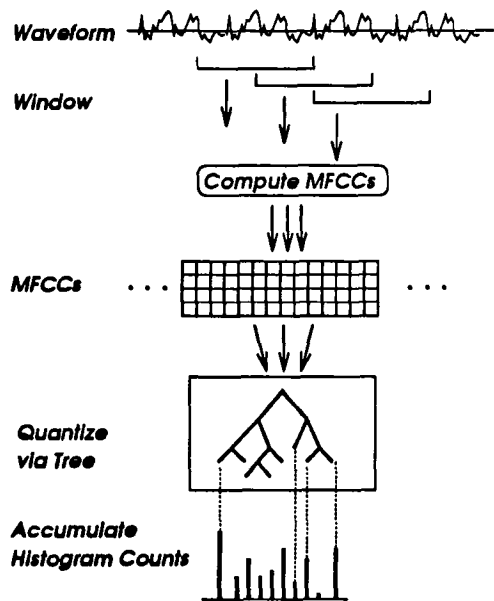 Waveform
Window
Compute MFCCs
MFCCs
. . .
. . .
Quantize
via Tree
Accumulate
Histogram Counts